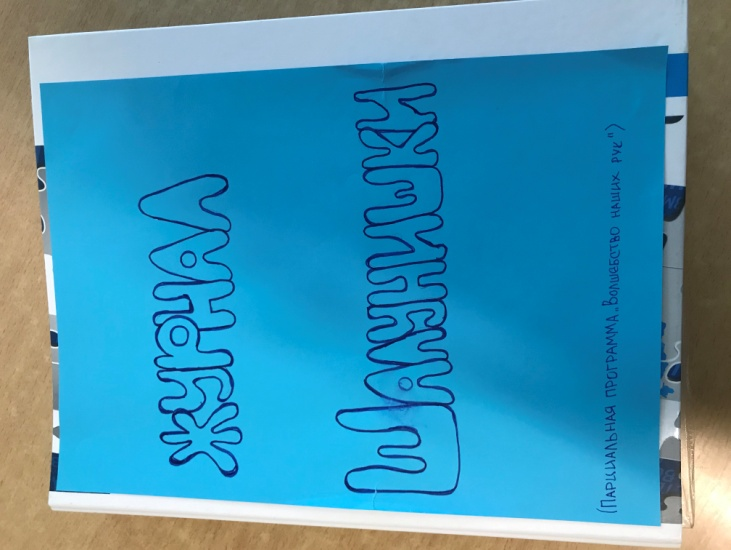 ЖУРНАЛ
ШАЛУНИШКИ
(ПАРЦИАЛЬНАЯ ПРОГРАММА „ВОЛШЕБСТВО НАШИХ РУК")